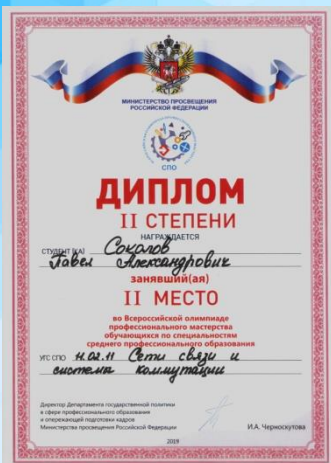 МИНИСТЕРСТВО ПРОСВЕЩЕНИЯ
РОССИЙСКОЙ ФЕДЕРАЦИИ
СПО
ДИПЛОМ
II СТЕПЕНИ
НАГРАЖДАЕТСЯ
СТУДЕНТ (КА) Соколов
Павел Александрович
занявший(ая)
II МЕСТО
во Всероссийской олимпиаде
профессионального мастерства
обучающихся по специальностям
среднего профессионального образования
УГС СПО 11.02.11 Сети связи и
система коммутации
Директор Департамента государственной политики
в сфере профессионального образования
и опережающей подготовки кадров
Министерства просвещения Российской Федерации
И.А. Черноскутова
2019